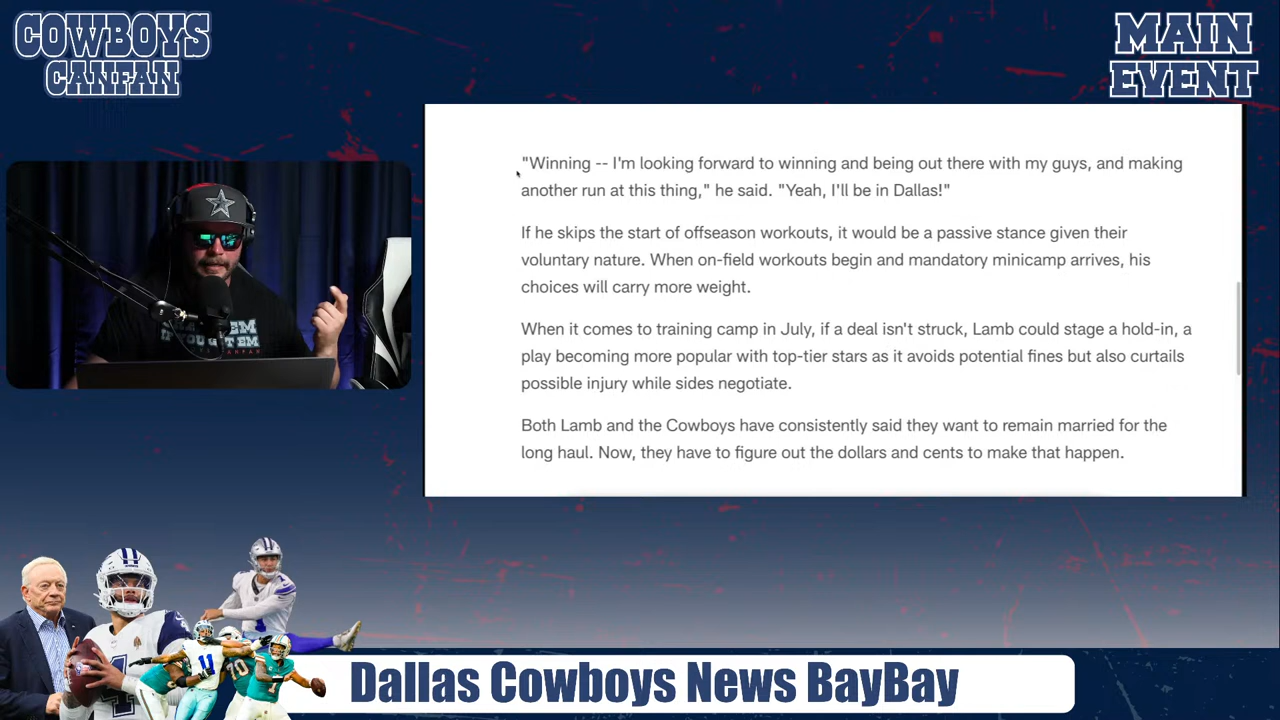 COWBOYS
CANFAN
MAIN
EVENT
"Winning -- I'm looking forward to winning and being out there with my guys, and making
another run at this thing," he said. "Yeah, I'll be in Dallas!"
If he skips the start of offseason workouts, it would be a passive stance given their
voluntary nature. When on-field workouts begin and mandatory minicamp arrives, his
choices will carry more weight.
When it comes to training camp in July, if a deal isn't struck, Lamb could stage a hold-in, a
play becoming more popular with top-tier stars as it avoids potential fines but also curtails
possible injury while sides negotiate.
Both Lamb and the Cowboys have consistently said they want to remain married for the
long haul. Now, they have to figure out the dollars and cents to make that happen.
4
11
1
Dallas Cowboys News BayBay